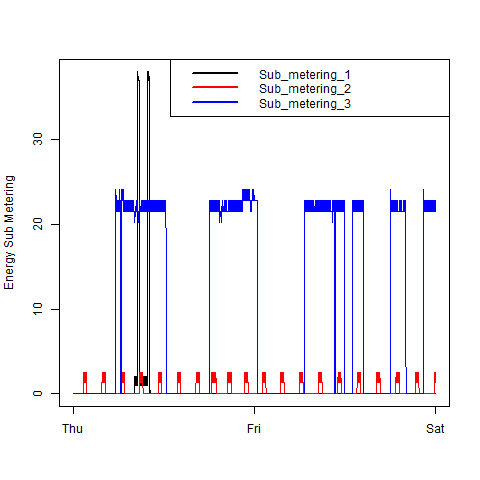 Sub_metering_1
Sub_metering_2
Sub_metering_3
Energy Sub Metering
30
20
10
0
Thu Fri Sat